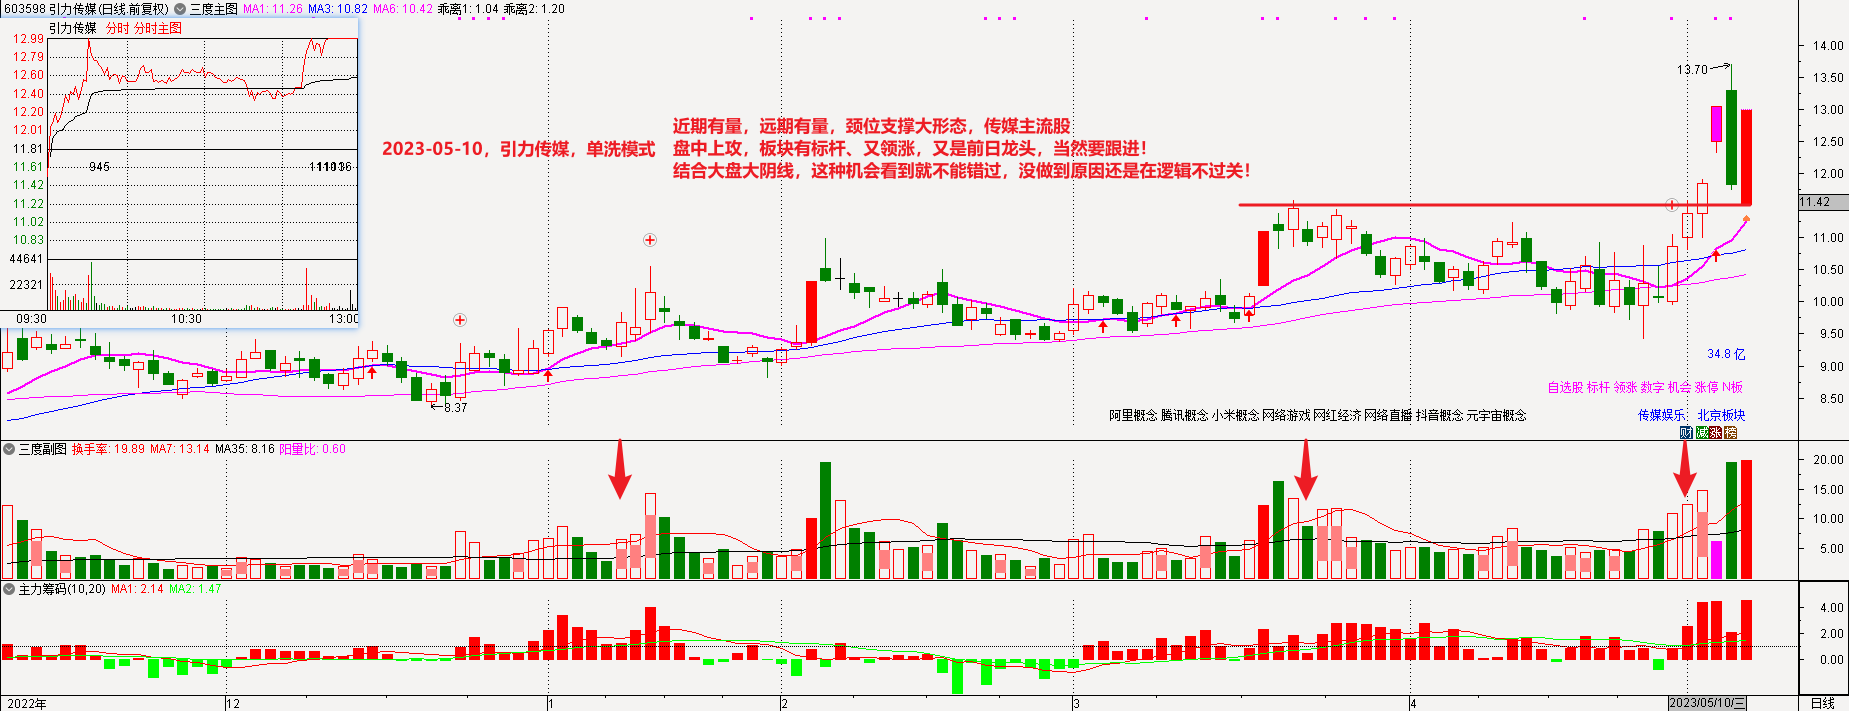 603598 引力传媒(日线.前复权) 三度主图 MA1: 11.26 MA3: 10.82 MA6: 10.42 乖离1: 1.04 乖离2: 1.20
引力传媒 分时 分时主图
12.99
12.79
12.60
12.40
12.20
12.01
11.81
11.61
11.42
11.22
11.02
10.83
44641
22321
945
09:30 10:30 13:00
2023-05-10，引力传媒，单洗模式
近期有量，远期有量，颈位支撑大形态，传媒主流股
盘中上攻，板块有标杆、又领涨，又是前日龙头，当然要跟进！
结合大盘大阴线，这种机会看到就不能错过，没做到原因还是在逻辑不过关！
13.70
8.37
14.00
13.50
13.00
12.50
12.00
11.42
11.00
10.50
10.00
9.50
9.00
8.50
34.8 亿
自选股 标杆 领涨 数字 机会 涨停 N板
阿里概念 腾讯概念 小米概念 网络游戏 网红经济 网络直播 抖音概念 元宇宙概念
传媒娱乐 北京板块
财 减 涨 榜
三度副图 换手率: 19.89 MA7: 13.14 MA35: 8.16 阳量比: 0.60
20.00
15.00
10.00
5.00
主力筹码(10,20) MA1: 2.14 MA2: 1.47
4.00
2.00
0.00
2022年 12 1 2 3 4 2023/05/10/三 日线